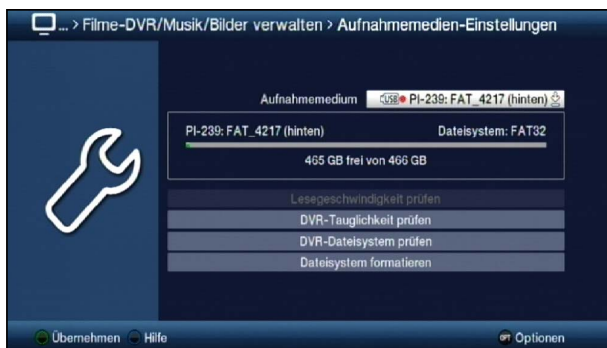 ... > Filme-DVR/Musik/Bilder verwalten > Aufnahmemedien-Einstellungen
Aufnahmemedium USB PI-239: FAT_4217 (hinten)
PI-239: FAT_4217 (hinten) Dateisystem: FAT32
465 GB frei von 466 GB
Lesegeschwindigkeit prüfen
DVR-Tauglichkeit prüfen
DVR-Dateisystem prüfen
Dateisystem formatieren
Übernehmen Hilfe OPT Optionen